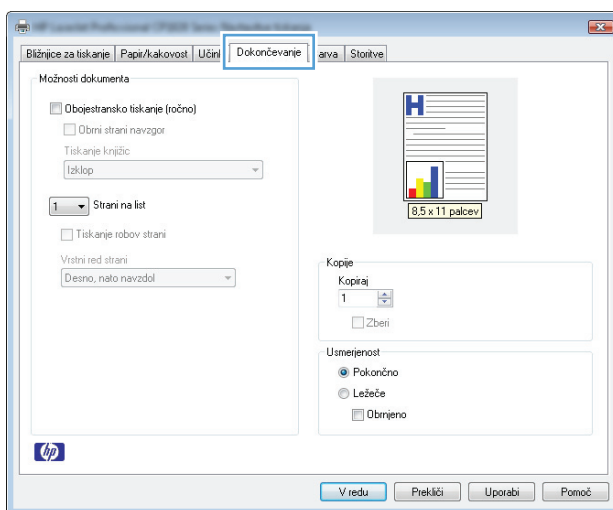 Bližnjice za tiskanje Papir/kakovost Učinl Dokončevanje arva Storitve
Možnosti dokumenta
Obojestransko tiskanje (ročno)
Obrni strani navzgor
Tiskanje knjižic
Izklop
1 Strani na list
Tiskanje robov strani
Vrstni red strani
Desno, nato navzdol
H
8,5 x 11 palcev
Kopije
Kopiraj
1
Zberi
Usmerjenost
Pokončno
Ležeče
Obrnjeno
hp
V redu Prekliči Uporabi Pomoč